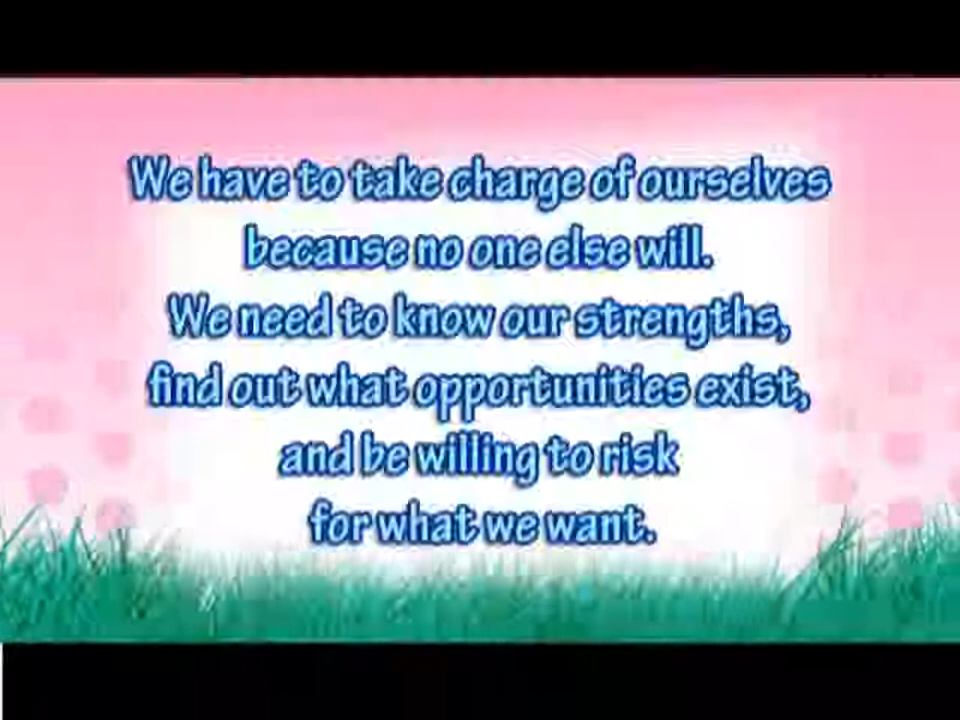 We have to take charge of ourselves
because no one else will.
We need to know our strengths,
find out what opportunities exist,
and be willing to risk
for what we want.